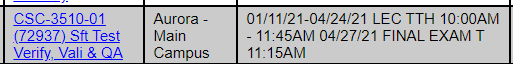 CSC-3510-01 Aurora - 01/11/21-04/24/21 LEC TTH 10:00AM
(72937) Sft Test Main - 11:45AM 04/27/21 FINAL EXAM T
Verify, Vali & QA Campus 11:15AM